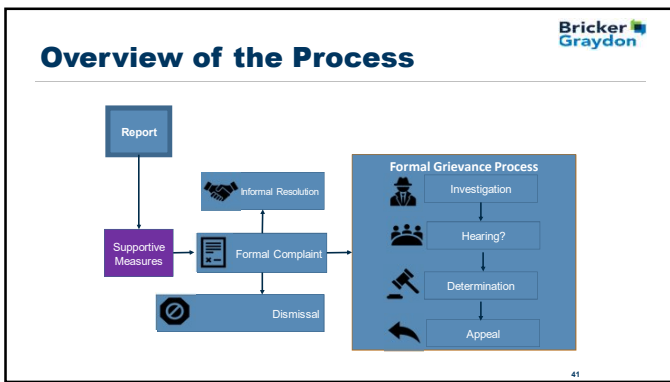 Bricker
Graydon
Overview of the Process
Report
Formal Grievance Process
Informal Resolution
Investigation
Supportive
Measures
Formal Complaint
Hearing?
Dismissal
Determination
Appeal
41